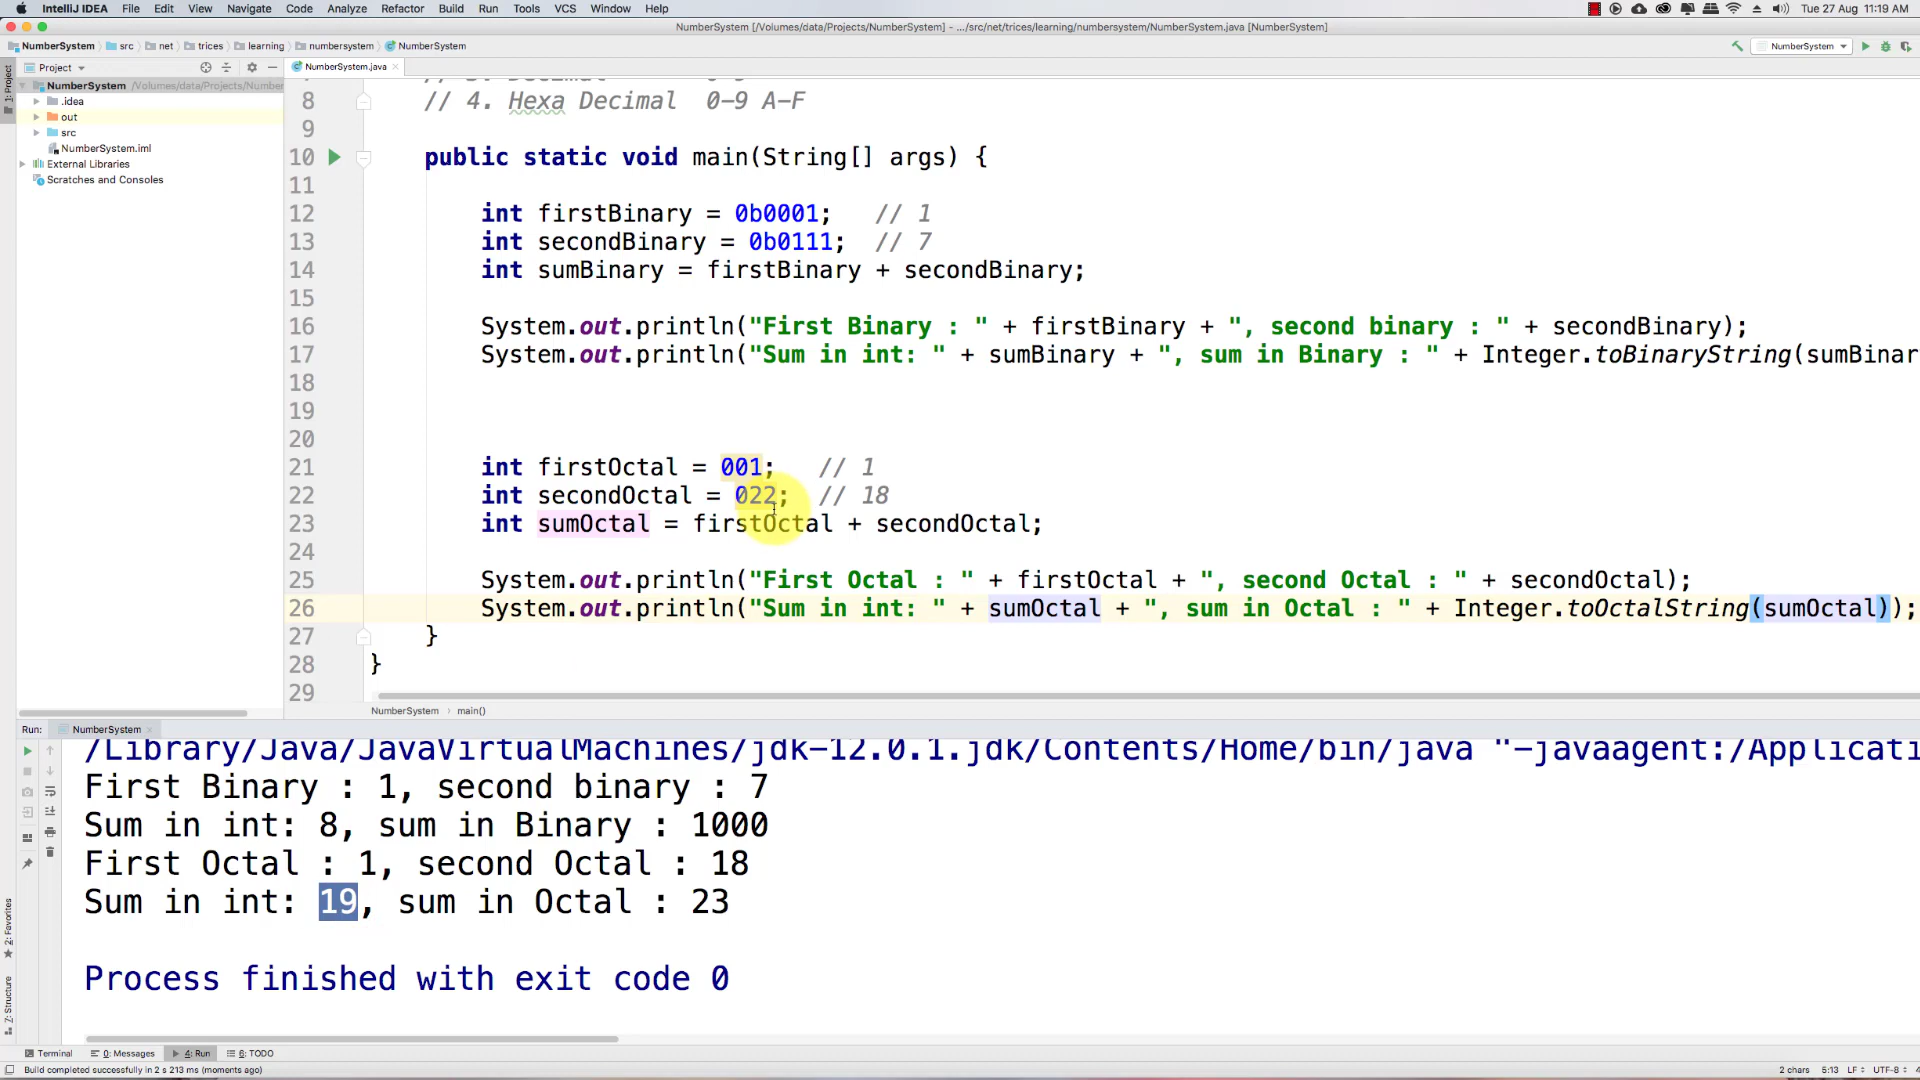 IntelliJ IDEA File Edit View Navigate Code Analyze Refactor Build Run Tools VCS Window Help Tue 27 Aug 11:19 AM
NumberSystem [/Volumes/data/Projects/NumberSystem] - .../src/net/trices/learning/numbersystem/NumberSystem.java [NumberSystem]
NumberSystem src net trices learning numbersystem NumberSystem NumberSystem
Project NumberSystem.java
1: Project
NumberSystem /Volumes/data/Projects/Number
.idea
out
src
NumberSystem.iml
External Libraries
Scratches and Consoles
8 // 4. Hexa Decimal 0-9 A-F
9
10 public static void main(String[] args) {
11
12 int firstBinary = 0b0001; // 1
13 int secondBinary = 0b0111; // 7
14 int sumBinary = firstBinary + secondBinary;
15
16 System.out.println("First Binary : " + firstBinary + ", second binary : " + secondBinary);
17 System.out.println("Sum in int: " + sumBinary + ", sum in Binary : " + Integer.toBinaryString(sumBinar
18
19
20
21 int firstOctal = 001; // 1
22 int secondOctal = 022; // 18
23 int sumOctal = firstOctal + secondOctal;
24
25 System.out.println("First Octal : " + firstOctal + ", second Octal : " + secondOctal);
26 System.out.println("Sum in int: " + sumOctal + ", sum in Octal : " + Integer.toOctalString(sumOctal));
27 }
28 }
29
NumberSystem main()
Run: NumberSystem
/Library/Java/JavaVirtualMachines/jdk-12.0.1.jdk/Contents/Home/bin/java "-javaagent:/Applicati
First Binary : 1, second binary : 7
Sum in int: 8, sum in Binary : 1000
First Octal : 1, second Octal : 18
Sum in int: 19, sum in Octal : 23
Process finished with exit code 0
2: Favorites
7: Structure
Terminal 0: Messages 4: Run 6: TODO
Build completed successfully in 2 s 213 ms (moments ago) 2 chars 5:13 LF UTF-8